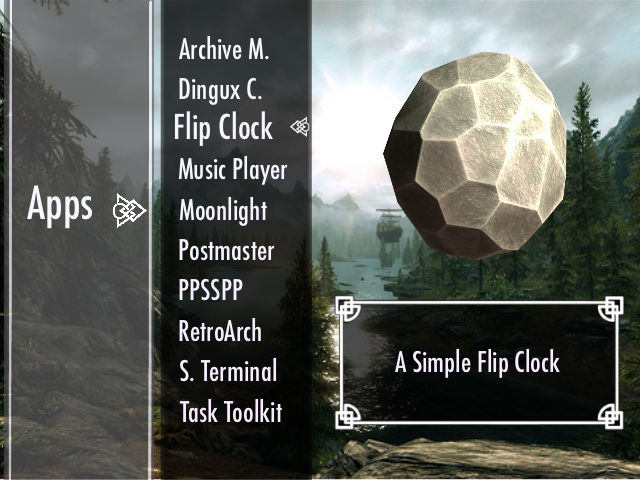 Apps
Archive M.
Dingux C.
Flip Clock
Music Player
Moonlight
Postmaster
PPSSPP
RetroArch
S. Terminal
Task Toolkit
A Simple Flip Clock